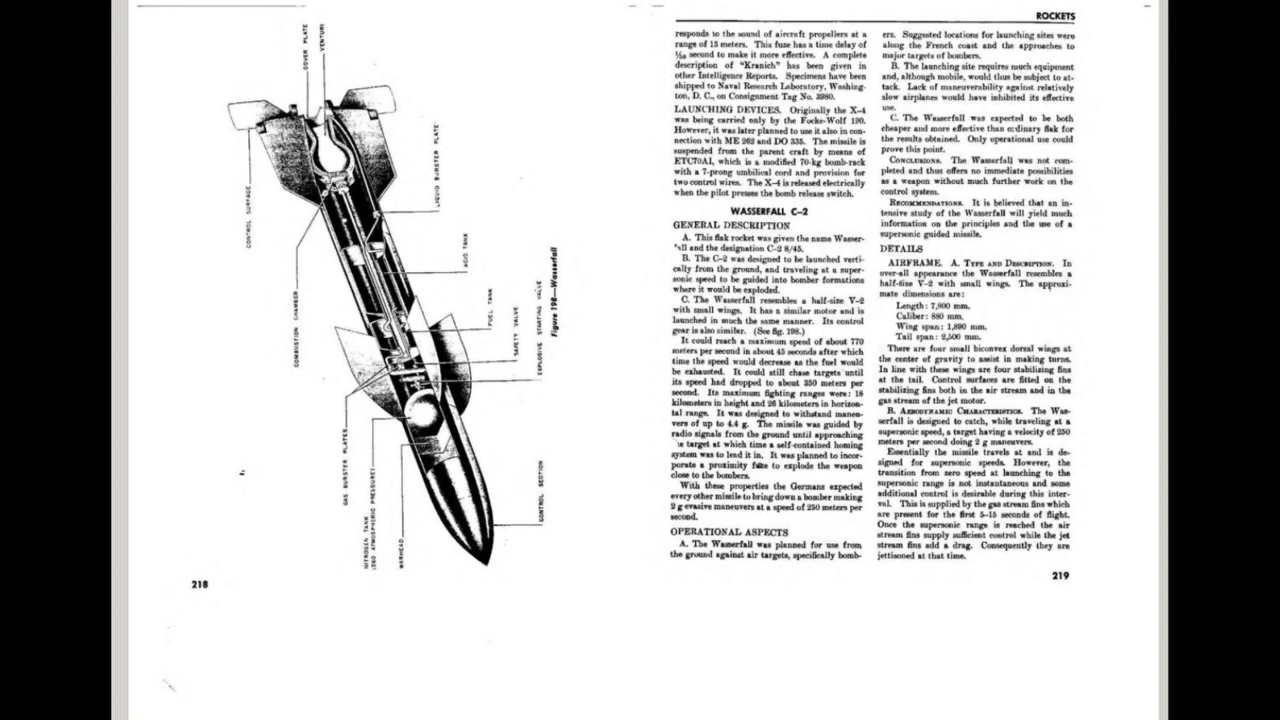 COVER PLATE
VENTURI
CONTROL SURFACE
LIQUID BURSTER PLATE
COMBUSTION CHAMBER
ACID TANK
FUEL TANK
SAFETY VALVE
EXPLOSIVE STARTING VALVE
Figure 198—Wasserfall
GAS BURSTER PLATES
NITROGEN TANK
ATMOSPHERIC PRESSURE)
WARHEAD
CONTROL SECTION
218
ROCKETS
responds to the sound of aircraft propellers at a
range of 15 meters. This fuze has a time delay of
second to make it more effective. A complete
description of "Kranich" has been given in
other Intelligence Reports. Specimens have been
shipped to Naval Research Laboratory, Washing-
ton, D. C., on Consignment Tag No. 3980.
LAUNCHING DEVICES. Originally the X-4
was being carried only by the Focke-Wolf 190.
However, it was later planned to use it also in con-
nection with ME 262 and DO 335. The missile is
suspended from the parent craft by means of
ETC70A1, which is a modified 70-kg bomb-rack
with a 7-prong umbilical cord and provision for
two control wires. The X-4 is released electrically
when the pilot presses the bomb release switch.
WASSERFALL C-2
GENERAL DESCRIPTION
A. This flak rocket was given the name Wasser-
fall and the designation C-2 8/45.
B. The C-2 was designed to be launched verti-
cally from the ground, and traveling at a super-
sonic speed to be guided into bomber formations
where it would be exploded.
C. The Wasserfall resembles a half-size V-2
with small wings. It has a similar motor and is
launched in much the same manner. Its control
gear is also similar. (See fig. 198.)
It could reach a maximum speed of about 770
meters per second in about 45 seconds after which
time the speed would decrease as the fuel would
be exhausted. It could still chase targets until
its speed had dropped to about 350 meters per
second. Its maximum fighting ranges were: 18
kilometers in height and 26 kilometers in horizon-
tal range. It was designed to withstand maneu-
vers of up to 4.4 g. The missile was guided by
radio signals from the ground until approaching
target at which time a self-contained homing
system was to lead it in. It was planned to incor-
porate a proximity fuze to explode the weapon
close to the bombers.
With these properties the Germans expected
every other missile to bring down a bomber making
2 g evasive maneuvers at a speed of 250 meters per
second.
OPERATIONAL ASPECTS
A. The Wasserfall was planned for use from
the ground against air targets, specifically bomb-
ers. Suggested locations for launching sites were
along the French coast and the approaches to
major targets of bombers.
B. The launching site requires much equipment
and, although mobile, would thus be subject to at-
tack. Lack of maneuverability against relatively
slow airplanes would have inhibited its effective
use.
C. The Wasserfall was expected to be both
cheaper and more effective than ordinary flak for
the results obtained. Only operational use could
prove this point.
CONCLUSIONS. The Wasserfall was not com-
pleted and thus offers no immediate possibilities
as a weapon without much further work on the
control system.
RECOMMENDATIONS. It is believed that an in-
tensive study of the Wasserfall will yield much
information on the principles and the use of a
supersonic guided missile.
DETAILS
AIRFRAME. A. TYPE AND DESCRIPTION. In
over-all appearance the Wasserfall resembles a
half-size V-2 with small wings. The approxi-
mate dimensions are:
Length: 7,800 mm.
Caliber: 880 mm.
Wing span: 1,890 mm.
Tail span: 2,500 mm.
There are four small biconvex dorsal wings at
the center of gravity to assist in making turns.
In line with these wings are four stabilizing fins
at the tail. Control surfaces are fitted on the
stabilizing fins both in the air stream and in the
gas stream of the jet motor.
B. AERODYNAMIC CHARACTERISTICS. The Was-
serfall is designed to catch, while traveling at a
supersonic speed, a target having a velocity of 250
meters per second doing 2 g maneuvers.
Essentially the missile travels at and is de-
signed for supersonic speeds. However, the
transition from zero speed at launching to the
supersonic range is not instantaneous and some
additional control is desirable during this inter-
val. This is supplied by the gas stream fins which
are present for the first 5-15 seconds of flight.
Once the supersonic range is reached the air
stream fins supply sufficient control while the jet
stream fins add a drag. Consequently they are
jettisoned at that time.
219